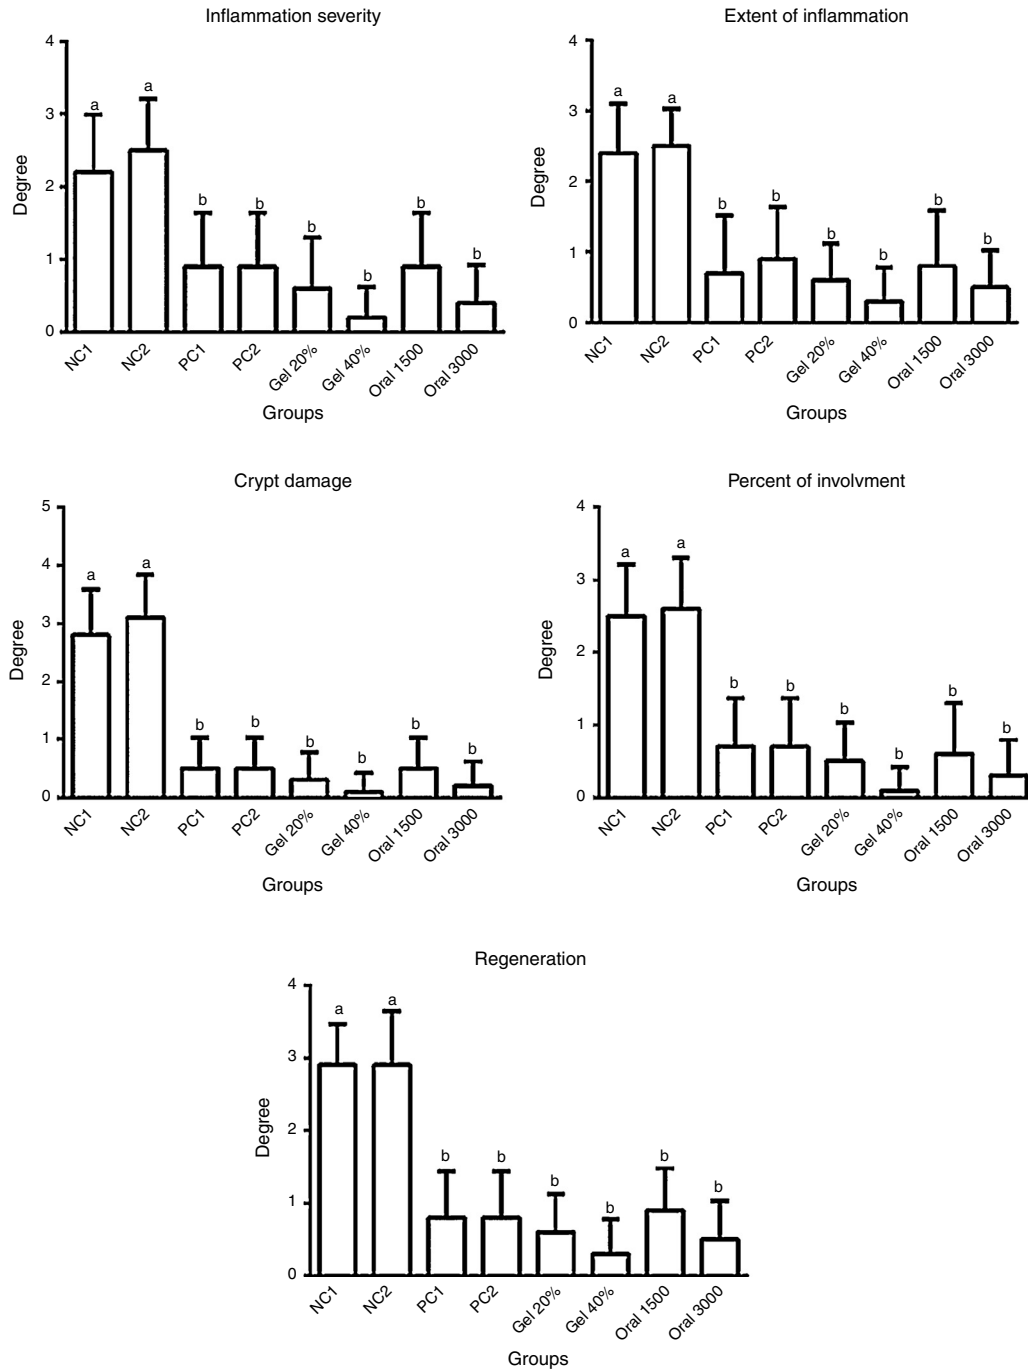 Inflammation severity
4
3
2
1
0
Degree
a
a
b
b
b
b
b
b
NC1
NC2
PC1
PC2
Gel 20%
Gel 40%
Oral 1500
Oral 3000
Groups
Extent of inflammation
4
3
2
1
0
Degree
a
a
b
b
b
b
b
b
NC1
NC2
PC1
PC2
Gel 20%
Gel 40%
Oral 1500
Oral 3000
Groups
Crypt damage
5
4
3
2
1
0
Degree
a
a
b
b
b
b
b
b
NC1
NC2
PC1
PC2
Gel 20%
Gel 40%
Oral 1500
Oral 3000
Groups
Percent of involvment
4
3
2
1
0
Degree
a
a
b
b
b
b
b
b
NC1
NC2
PC1
PC2
Gel 20%
Gel 40%
Oral 1500
Oral 3000
Groups
Regeneration
4
3
2
1
0
Degree
a
a
b
b
b
b
b
b
NC1
NC2
PC1
PC2
Gel 20%
Gel 40%
Oral 1500
Oral 3000
Groups